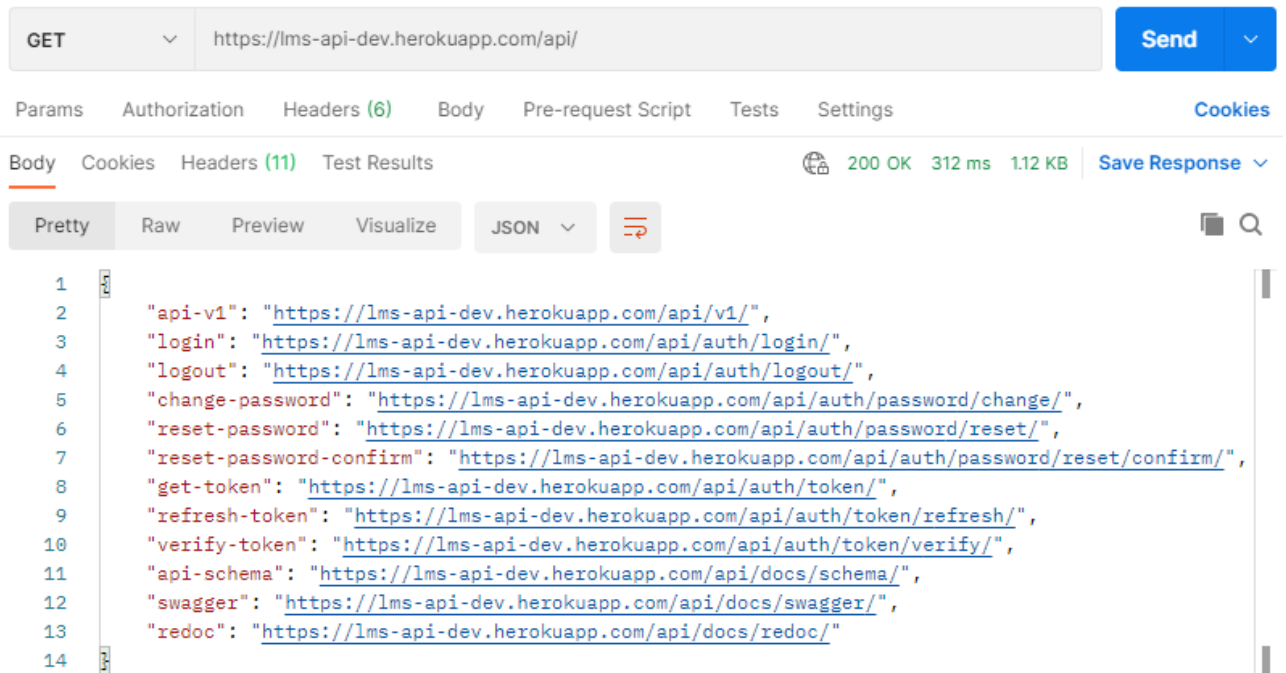 GET https://lms-api-dev.herokuapp.com/api/ Send
Params Authorization Headers (6) Body Pre-request Script Tests Settings Cookies
Body Cookies Headers (11) Test Results 200 OK 312 ms 1.12 KB Save Response
Pretty Raw Preview Visualize JSON
1 {
2 "api-v1": "https://lms-api-dev.herokuapp.com/api/v1/",
3 "login": "https://lms-api-dev.herokuapp.com/api/auth/login/",
4 "logout": "https://lms-api-dev.herokuapp.com/api/auth/logout/",
5 "change-password": "https://lms-api-dev.herokuapp.com/api/auth/password/change/",
6 "reset-password": "https://lms-api-dev.herokuapp.com/api/auth/password/reset/",
7 "reset-password-confirm": "https://lms-api-dev.herokuapp.com/api/auth/password/reset/confirm/",
8 "get-token": "https://lms-api-dev.herokuapp.com/api/auth/token/",
9 "refresh-token": "https://lms-api-dev.herokuapp.com/api/auth/token/refresh/",
10 "verify-token": "https://lms-api-dev.herokuapp.com/api/auth/token/verify/",
11 "api-schema": "https://lms-api-dev.herokuapp.com/api/docs/schema/",
12 "swagger": "https://lms-api-dev.herokuapp.com/api/docs/swagger/",
13 "redoc": "https://lms-api-dev.herokuapp.com/api/docs/redoc/"
14 }